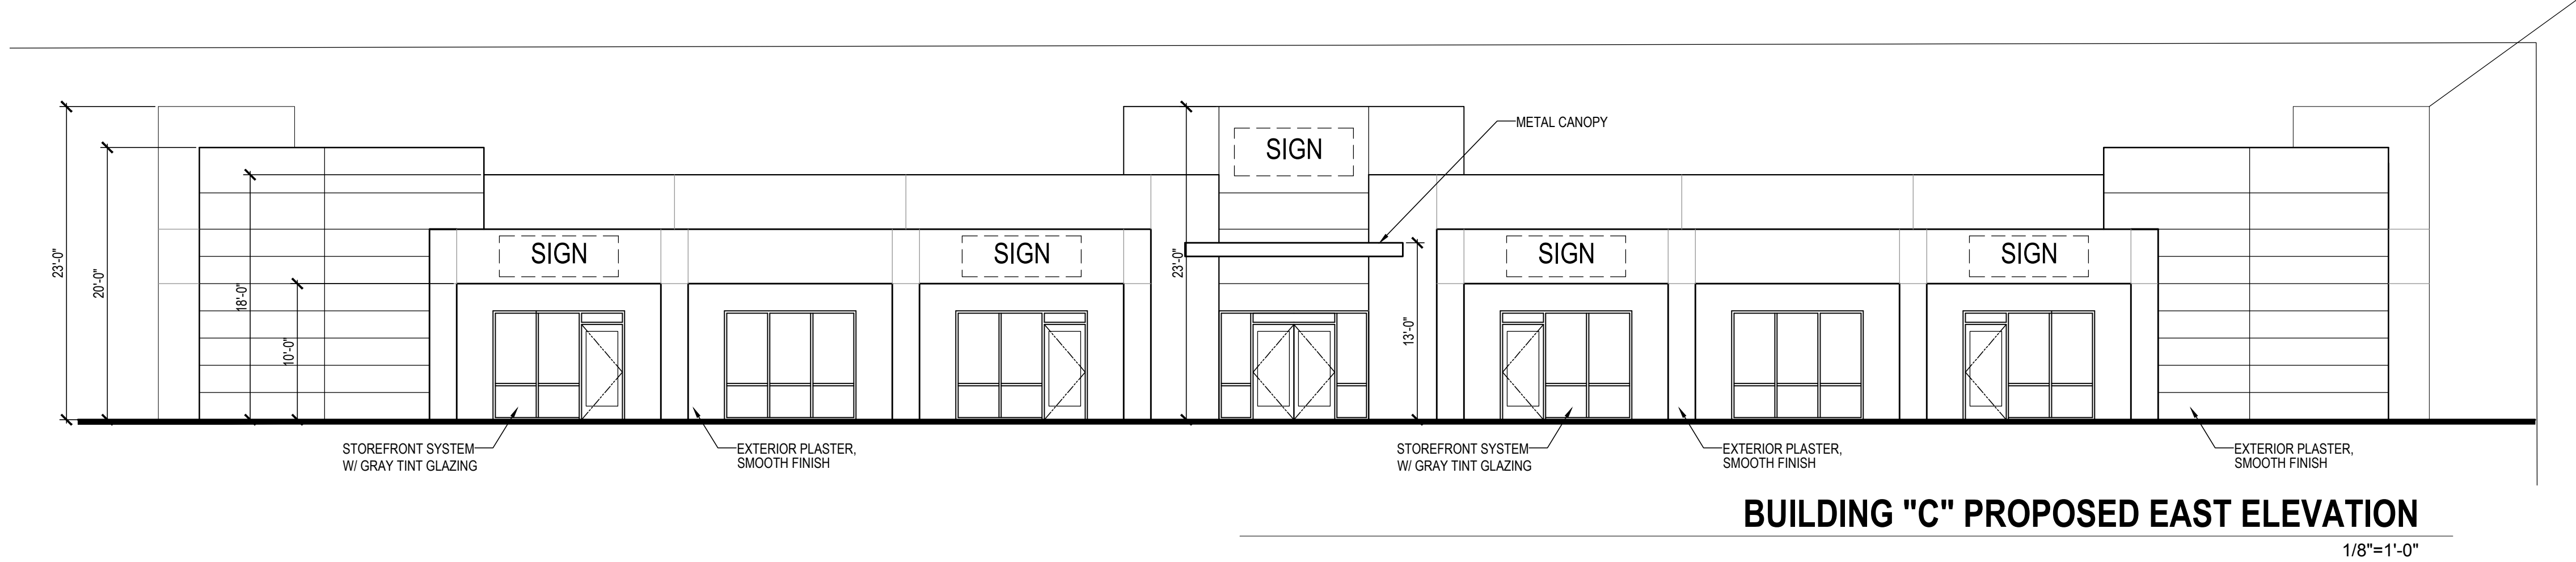 METAL CANOPY
SIGN
SIGN
SIGN
SIGN
SIGN
23'-0"
20'-0"
18'-0"
10'-0"
23'-0"
13'-0"
STOREFRONT SYSTEM
W/ GRAY TINT GLAZING
EXTERIOR PLASTER,
SMOOTH FINISH
STOREFRONT SYSTEM
W/ GRAY TINT GLAZING
EXTERIOR PLASTER,
SMOOTH FINISH
EXTERIOR PLASTER,
SMOOTH FINISH
BUILDING "C" PROPOSED EAST ELEVATION
1/8"=1'-0"